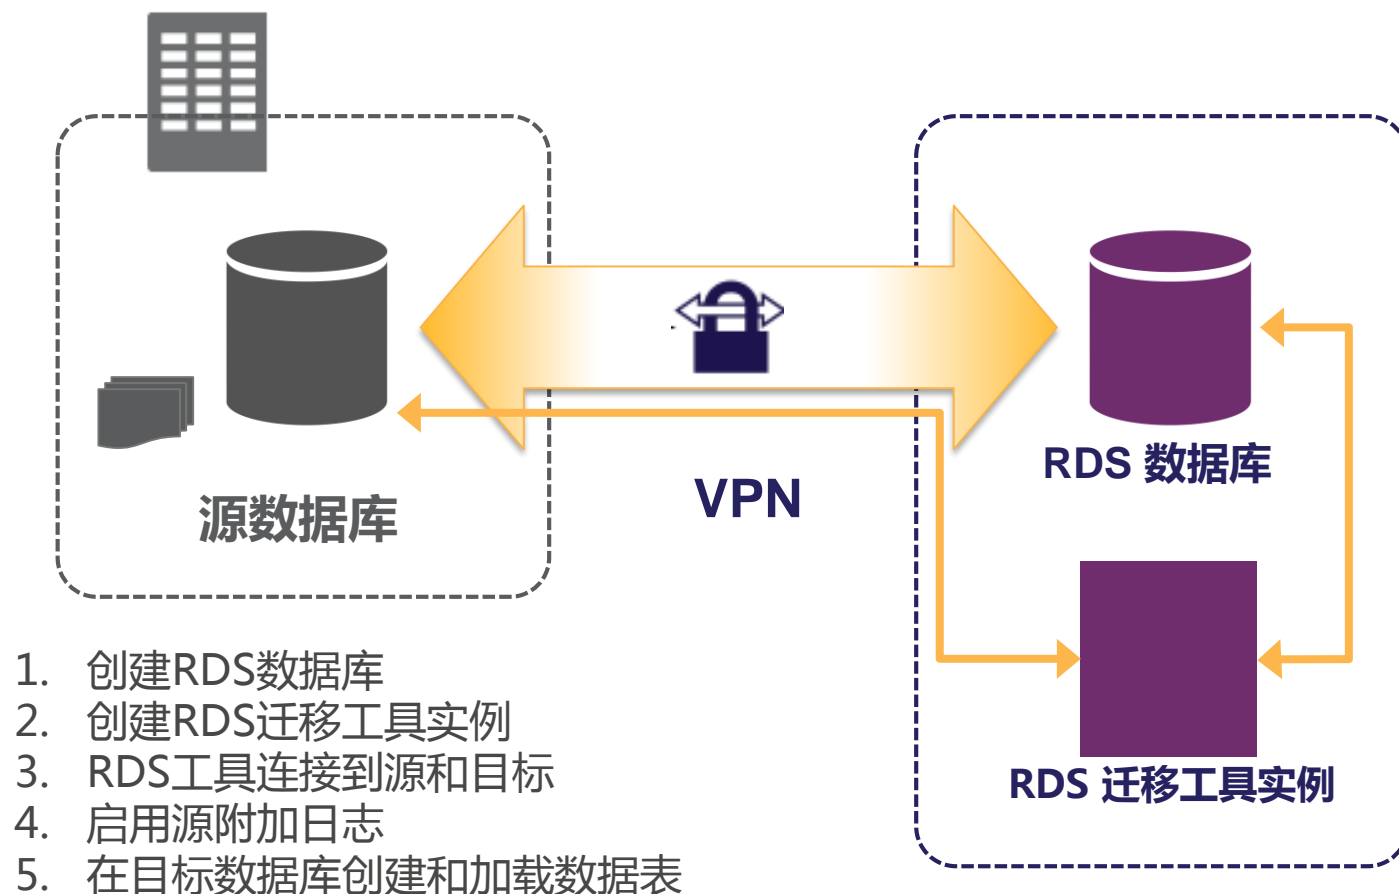 源数据库
VPN
RDS 数据库
RDS 迁移工具实例
1. 创建RDS数据库
2. 创建RDS迁移工具实例
3. RDS工具连接到源和目标
4. 启用源附加日志
5. 在目标数据库创建和加载数据表